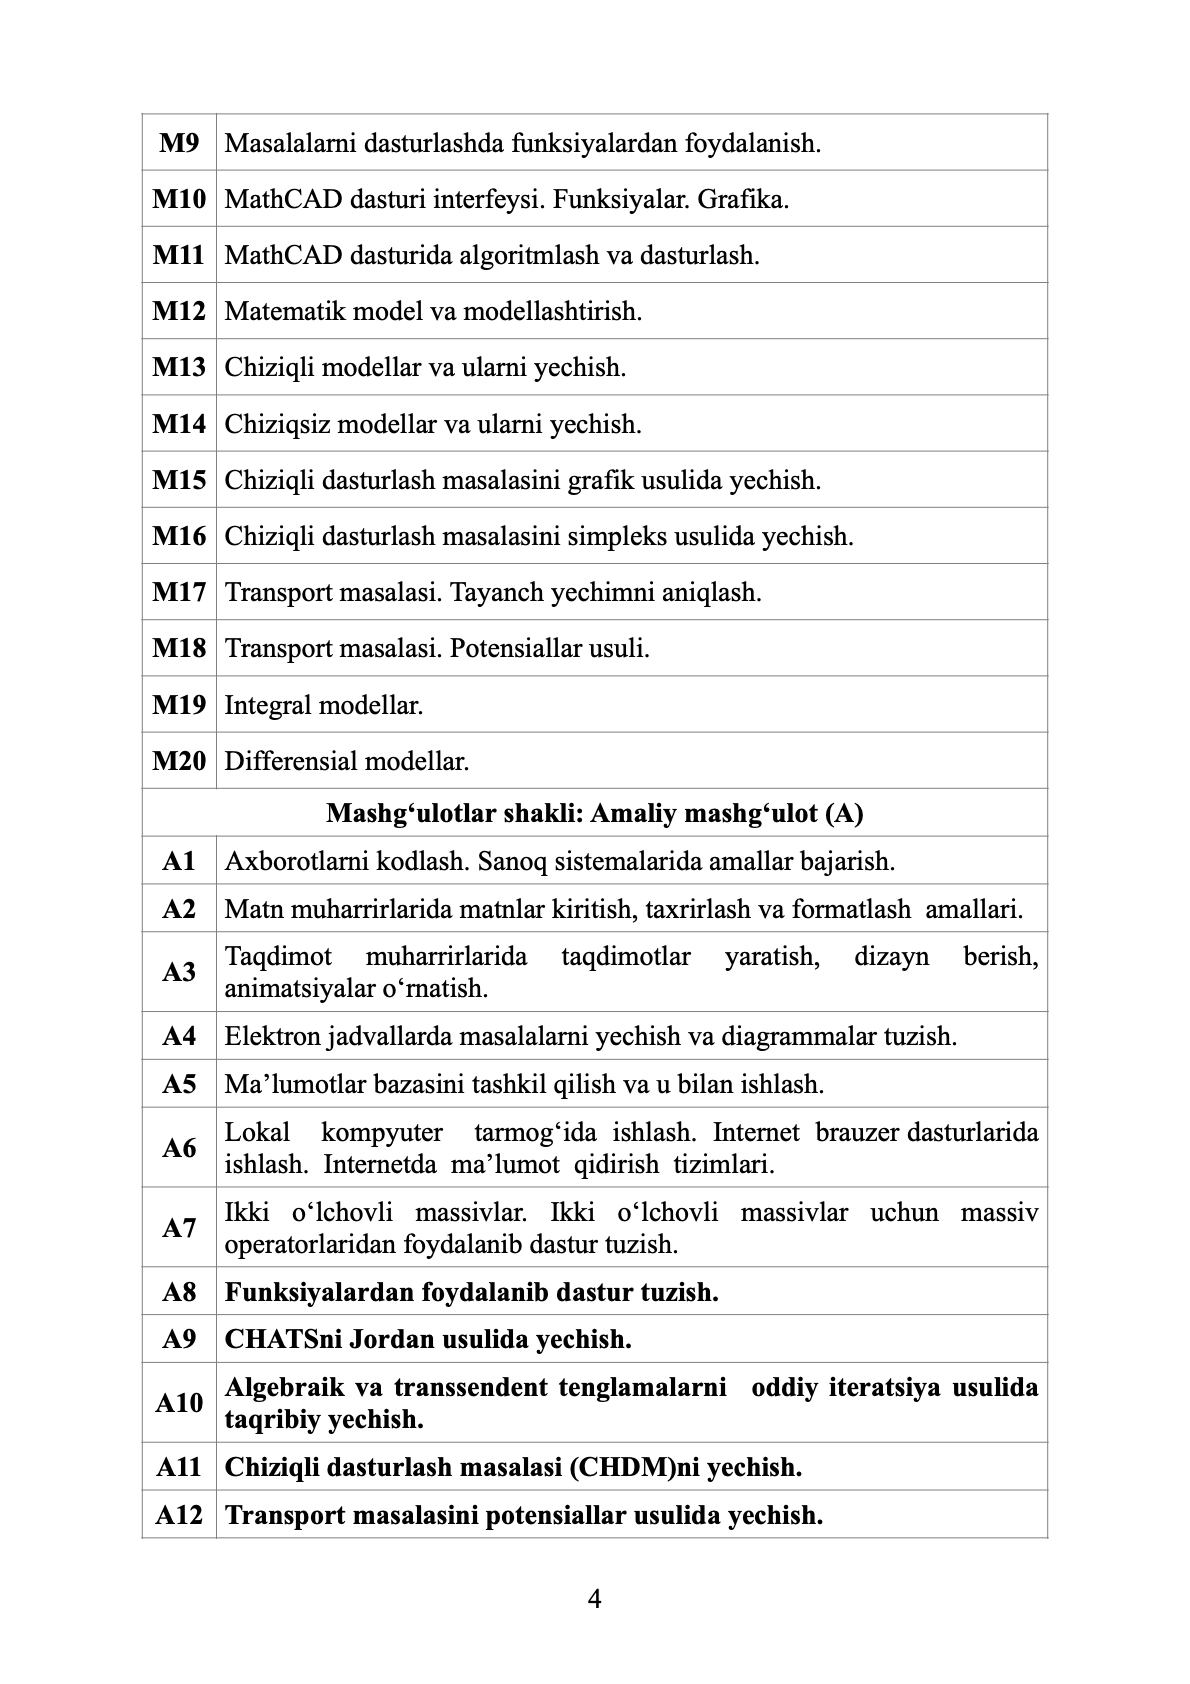 M9 Masalalarni dasturlashda funksiyalardan foydalanish.
M10 MathCAD dasturi interfeysi. Funksiyalar. Grafika.
M11 MathCAD dasturida algoritmlash va dasturlash.
M12 Matematik model va modellashtirish.
M13 Chiziqli modellar va ularni yechish.
M14 Chiziqsiz modellar va ularni yechish.
M15 Chiziqli dasturlash masalasini grafik usulida yechish.
M16 Chiziqli dasturlash masalasini simpleks usulida yechish.
M17 Transport masalasi. Tayanch yechimni aniqlash.
M18 Transport masalasi. Potensiallar usuli.
M19 Integral modellar.
M20 Differensial modellar.
Mashg‘ulotlar shakli: Amaliy mashg‘ulot (A)
A1 Axborotlarni kodlash. Sanoq sistemalarida amallar bajarish.
A2 Matn muharrirlarida matnlar kiritish, taxrirlash va formatlash amallari.
A3 Taqdimot muharrirlarida taqdimotlar yaratish, dizayn berish,
animatsiyalar o‘rnatish.
A4 Elektron jadvallarda masalalarni yechish va diagrammalar tuzish.
A5 Ma’lumotlar bazasini tashkil qilish va u bilan ishlash.
A6 Lokal kompyuter tarmog‘ida ishlash. Internet brauzer dasturlarida
ishlash. Internetda ma’lumot qidirish tizimlari.
A7 Ikki o‘lchovli massivlar. Ikki o‘lchovli massivlar uchun massiv
operatorlaridan foydalanib dastur tuzish.
A8 Funksiyalardan foydalanib dastur tuzish.
A9 CHATSni Jordan usulida yechish.
A10 Algebraik va transsendent tenglamalarni oddiy iteratsiya usulida
taqribiy yechish.
A11 Chiziqli dasturlash masalasi (CHDM)ni yechish.
A12 Transport masalasini potensiallar usulida yechish.
4